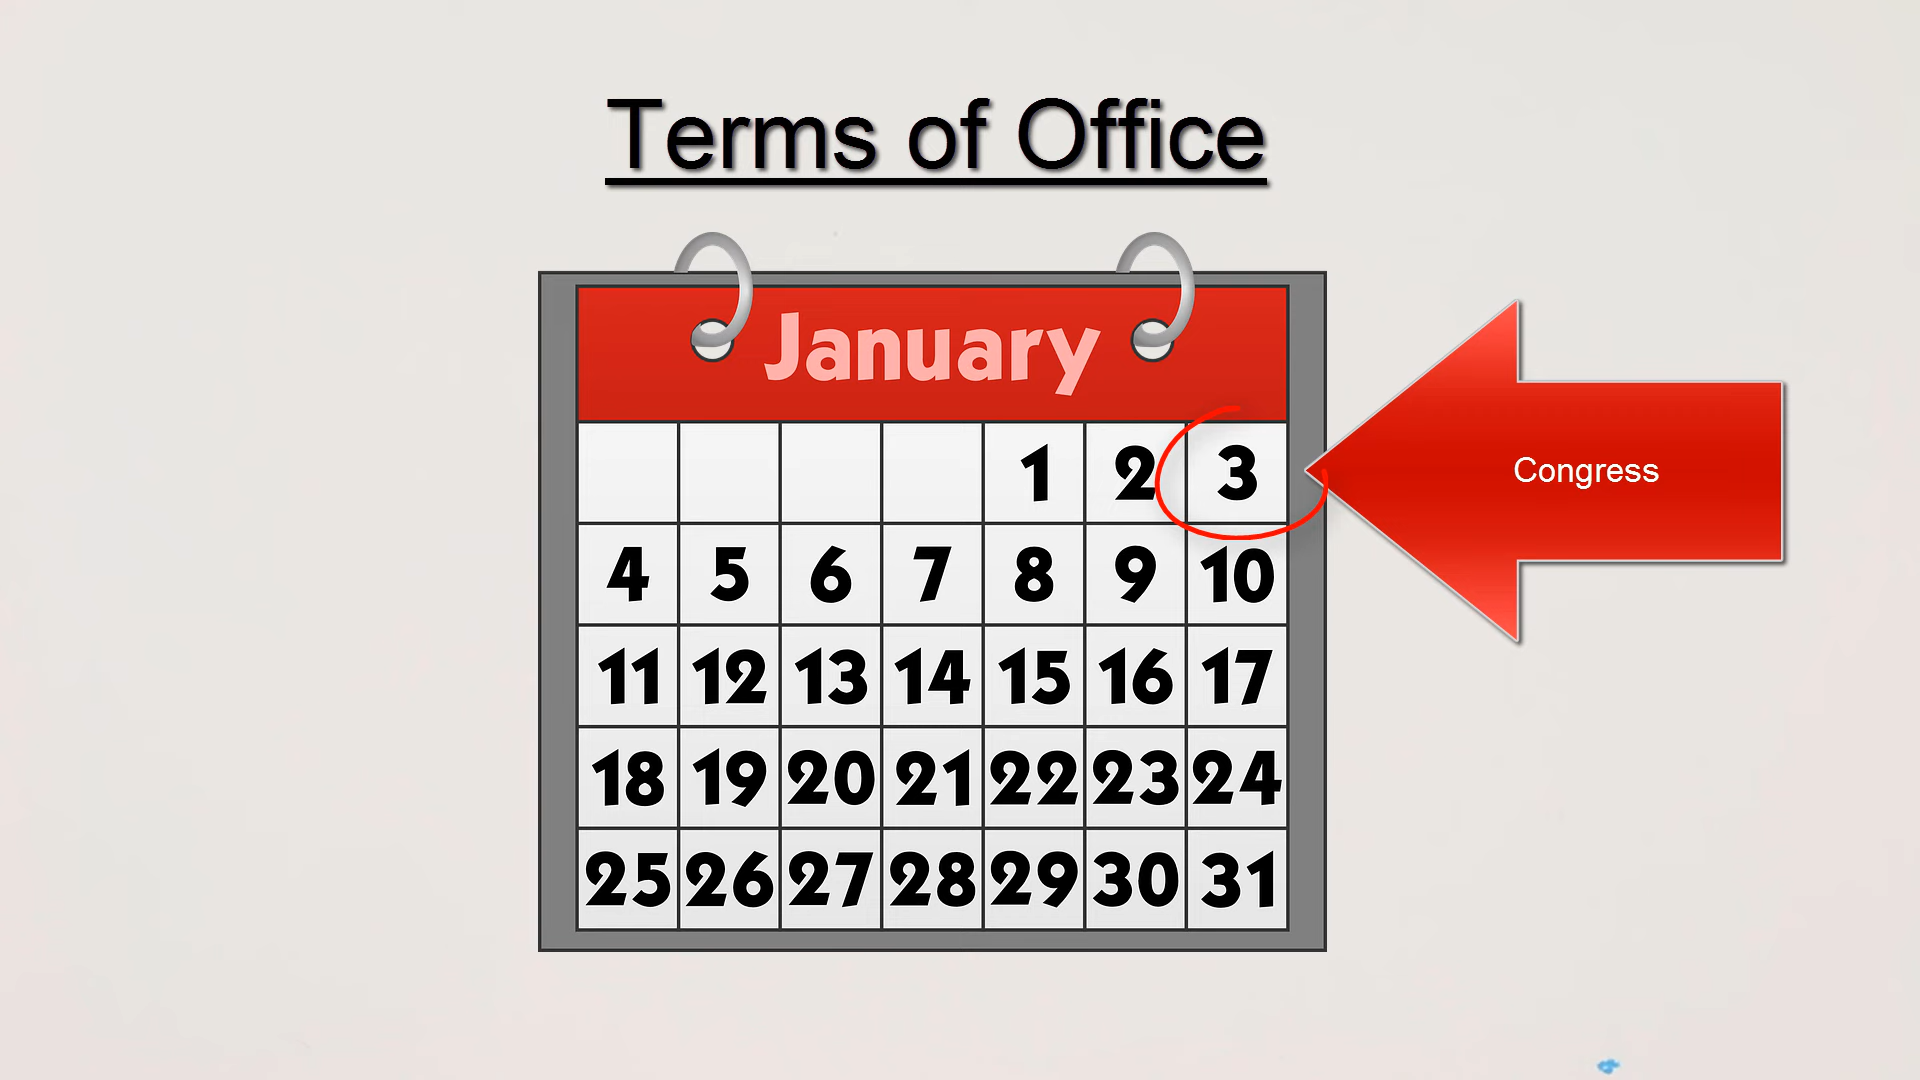 Terms of Office
January
1 2 3
Congress
4 5 6 7 8 9 10
11 12 13 14 15 16 17
18 19 20 21 22 23 24
25 26 27 28 29 30 31